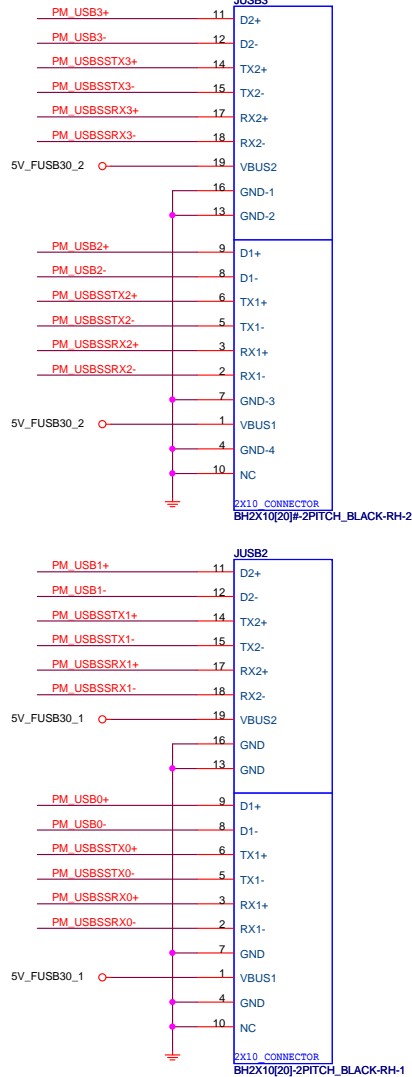 JUSB3
PM_USB3+ 11 D2+
PM_USB3- 12 D2-
PM_USBSSTX3+ 14 TX2+
PM_USBSSTX3- 15 TX2-
PM_USBSSRX3+ 17 RX2+
PM_USBSSRX3- 18 RX2-
5V_FUSB30_2 19 VBUS2
16 GND-1
13 GND-2
PM_USB2+ 9 D1+
PM_USB2- 8 D1-
PM_USBSSTX2+ 6 TX1+
PM_USBSSTX2- 5 TX1-
PM_USBSSRX2+ 3 RX1+
PM_USBSSRX2- 2 RX1-
7 GND-3
5V_FUSB30_2 1 VBUS1
4 GND-4
10 NC
2X10 CONNECTOR
BH2X10[20]#-2PITCH_BLACK-RH-2
JUSB2
PM_USB1+ 11 D2+
PM_USB1- 12 D2-
PM_USBSSTX1+ 14 TX2+
PM_USBSSTX1- 15 TX2-
PM_USBSSRX1+ 17 RX2+
PM_USBSSRX1- 18 RX2-
5V_FUSB30_1 19 VBUS2
16 GND
13 GND
PM_USB0+ 9 D1+
PM_USB0- 8 D1-
PM_USBSSTX0+ 6 TX1+
PM_USBSSTX0- 5 TX1-
PM_USBSSRX0+ 3 RX1+
PM_USBSSRX0- 2 RX1-
7 GND
5V_FUSB30_1 1 VBUS1
4 GND
10 NC
2X10 CONNECTOR
BH2X10[20]-2PITCH_BLACK-RH-1